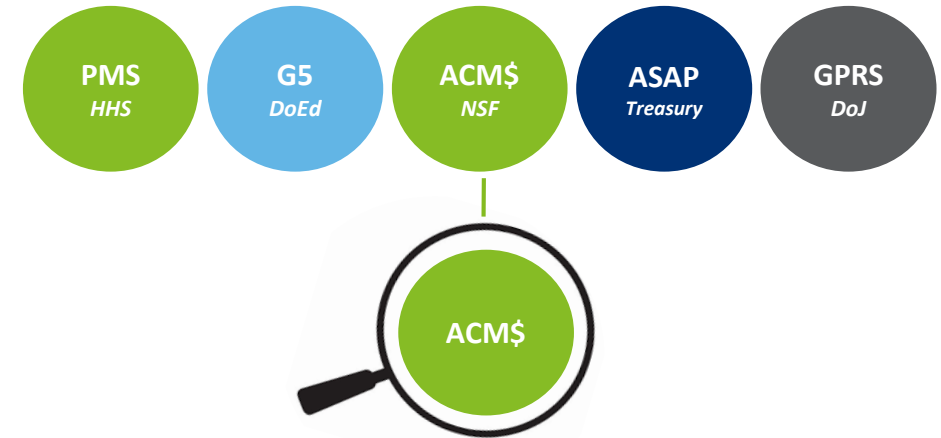 PMS
HHS
G5
DoEd
ACM$
NSF
ASAP
Treasury
GPRS
DoJ
ACM$